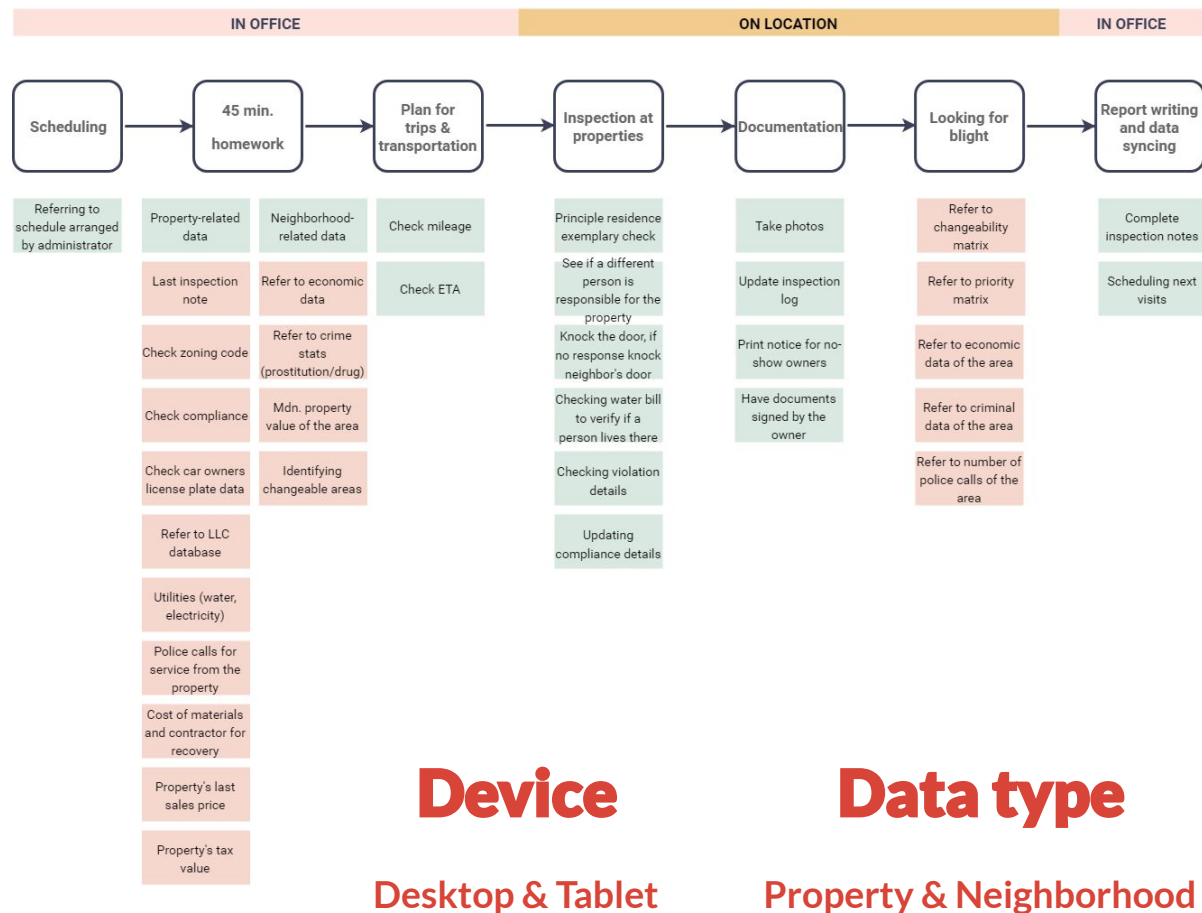 IN OFFICE
ON LOCATION
IN OFFICE
Scheduling
45 min.
homework
Plan for
trips &
transportation
Inspection at
properties
Documentation
Looking for
blight
Report writing
and data
syncing
Referring to
schedule arranged
by administrator
Property-related
data
Last inspection
note
Check zoning code
Check compliance
Check car owners
license plate data
Refer to LLC
database
Utilities (water,
electricity)
Police calls for
service from the
property
Cost of materials
and contractor for
recovery
Property's last
sales price
Property's tax
value
Neighborhood-
related data
Refer to economic
data
Refer to crime
stats
(prostitution/drug)
Mdn. property
value of the area
Identifying
changeable areas
Check mileage
Check ETA
Principle residence
exemplary check
See if a different
person is
responsible for the
property
Knock the door, if
no response knock
neighbor's door
Checking water bill
to verify if a
person lives there
Checking violation
details
Updating
compliance details
Take photos
Update inspection
log
Print notice for no-
show owners
Have documents
signed by the
owner
Refer to
changeability
matrix
Refer to priority
matrix
Refer to economic
data of the area
Refer to criminal
data of the area
Refer to number of
police calls of the
area
Complete
inspection notes
Scheduling next
visits
Device
Desktop & Tablet
Data type
Property & Neighborhood